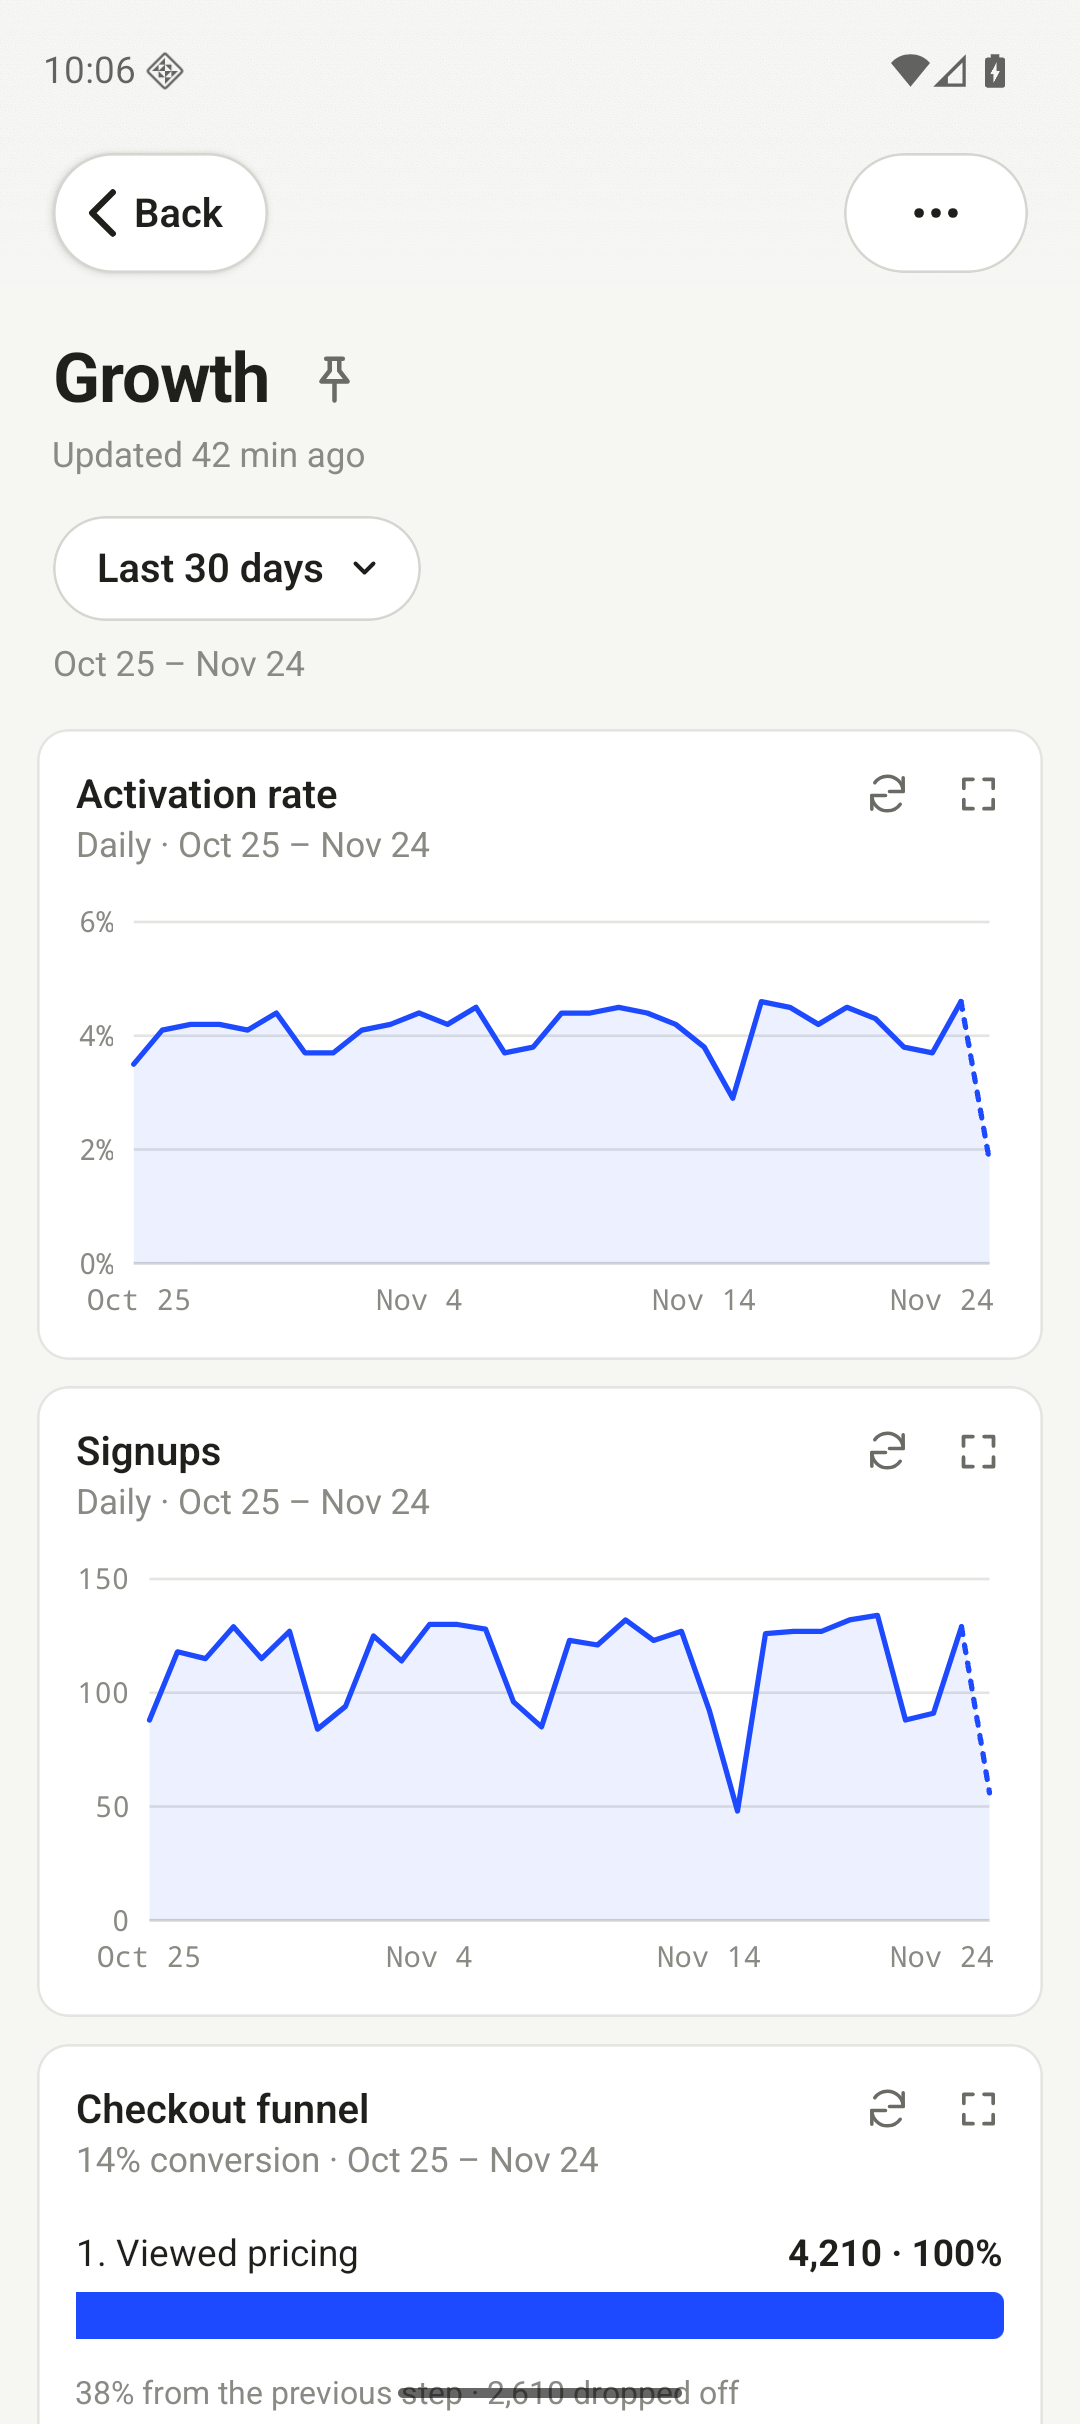 10:06
Back
Growth
Updated 42 min ago
Last 30 days
Oct 25 – Nov 24
Activation rate
Daily · Oct 25 – Nov 24
6%
4%
2%
0%
Oct 25 Nov 4 Nov 14 Nov 24
Signups
Daily · Oct 25 – Nov 24
150
100
50
0
Oct 25 Nov 4 Nov 14 Nov 24
Checkout funnel
14% conversion · Oct 25 – Nov 24
1. Viewed pricing 4,210 · 100%
38% from the previous step · 2,610 dropped off